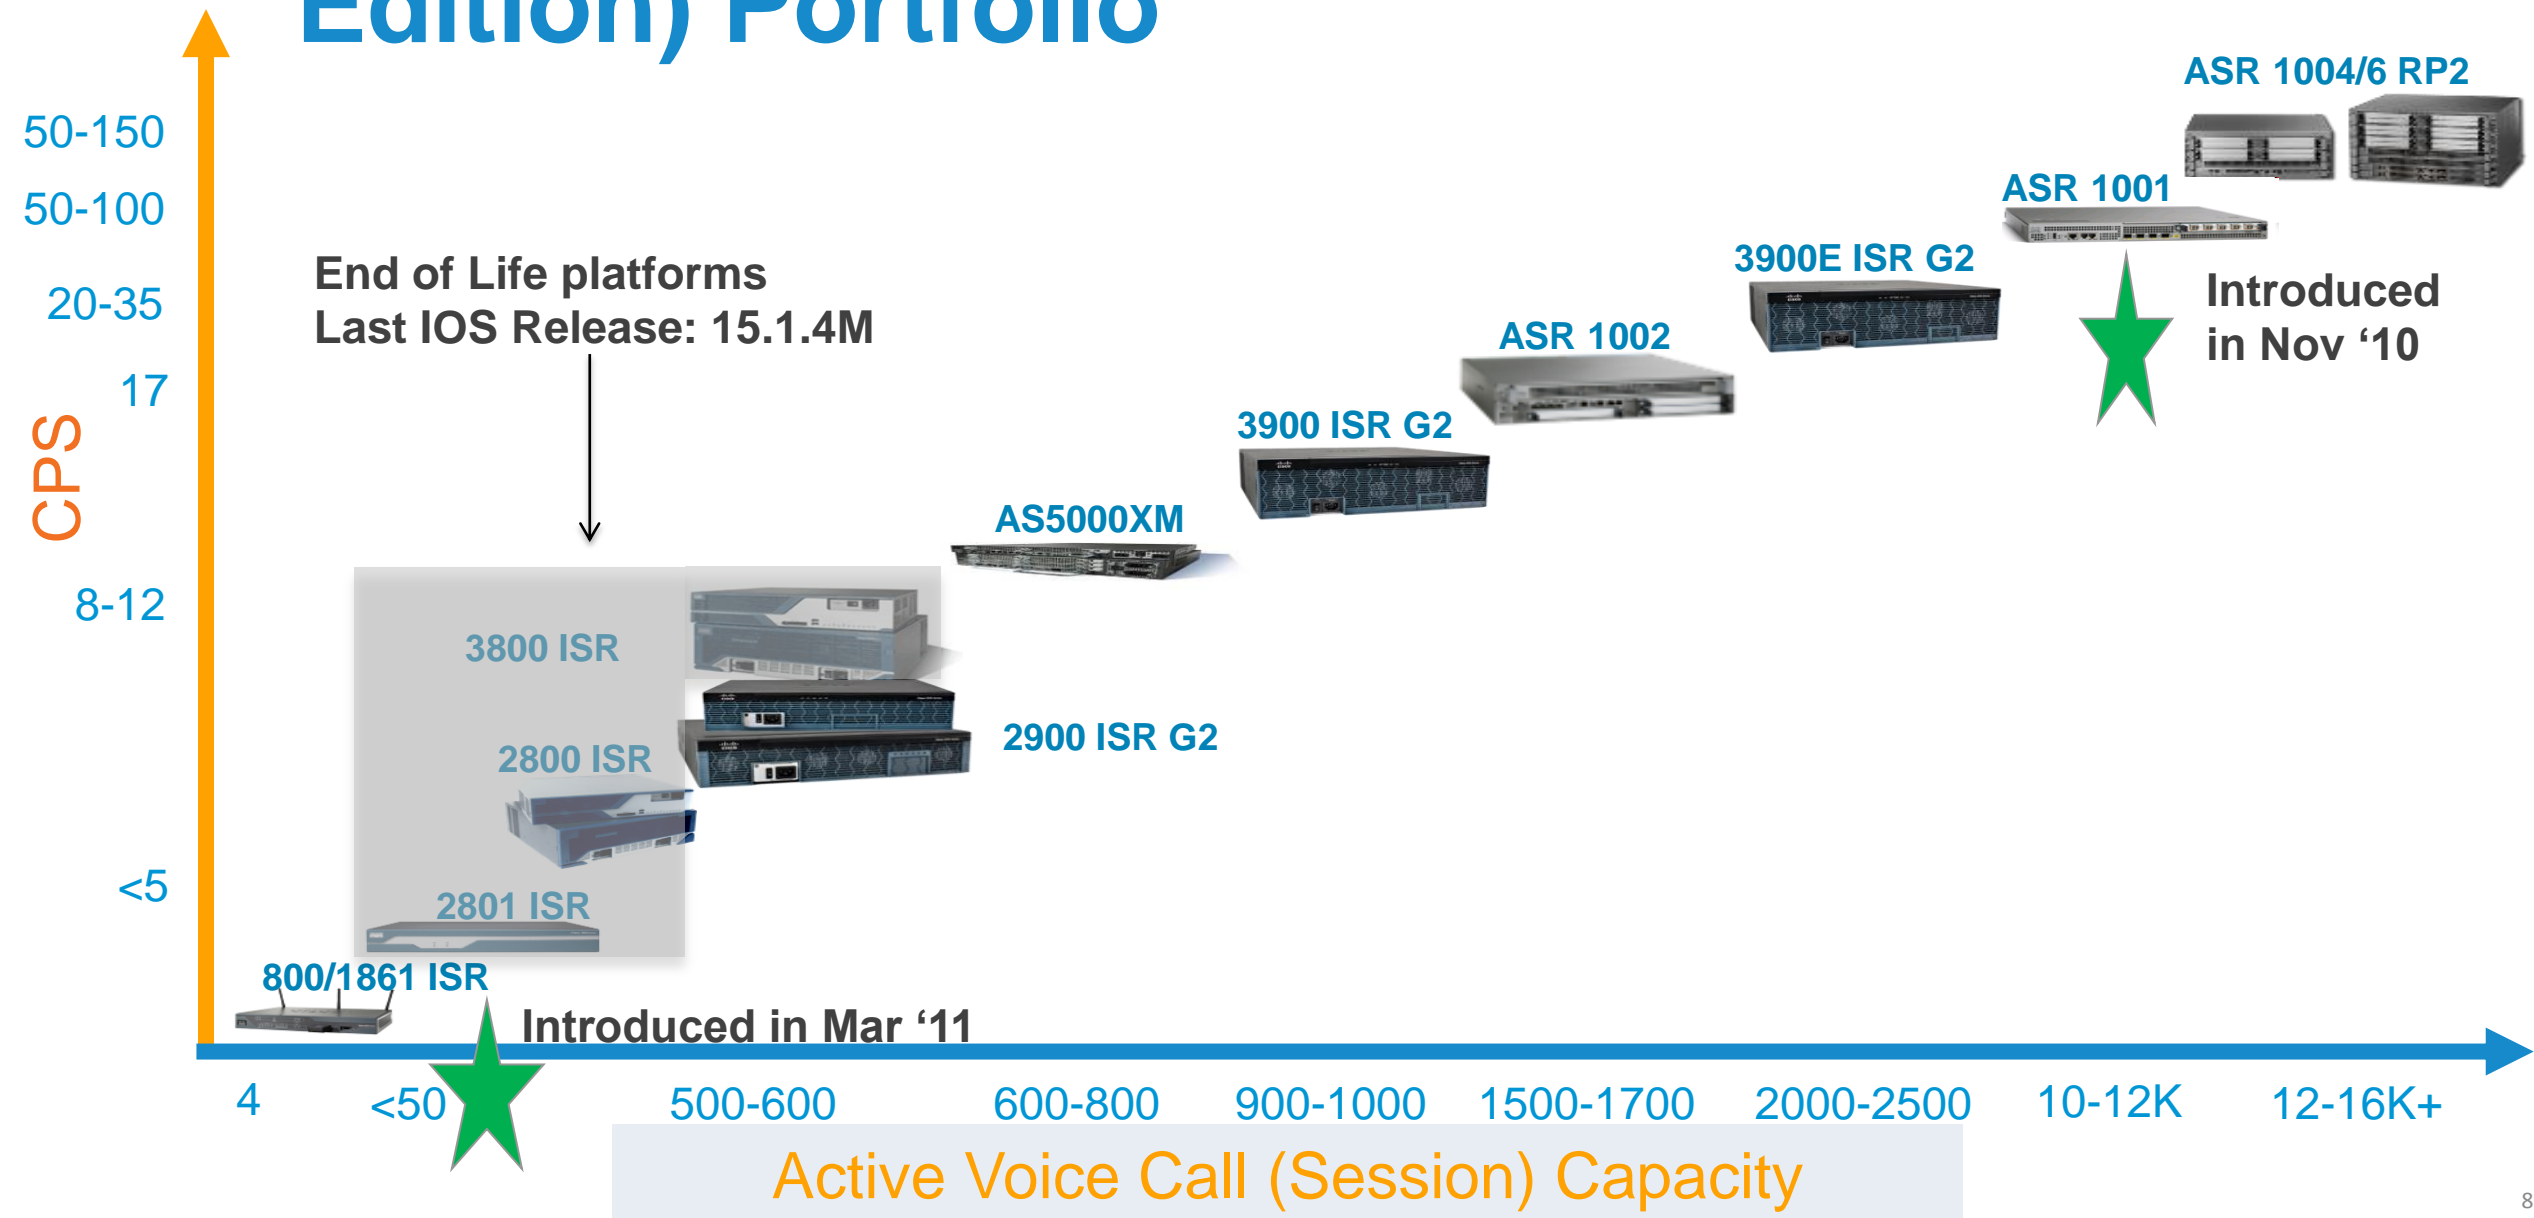 Edition) Portfolio
ASR 1004/6 RP2
50-150
ASR 1001
50-100
3900E ISR G2
End of Life platforms
Last IOS Release: 15.1.4M
Introduced
in Nov ‘10
20-35
ASR 1002
17
3900 ISR G2
CPS
AS5000XM
8-12
3800 ISR
2900 ISR G2
2800 ISR
<5
2801 ISR
800/1861 ISR
Introduced in Mar ‘11
4 <50 500-600 600-800 900-1000 1500-1700 2000-2500 10-12K 12-16K+
Active Voice Call (Session) Capacity
8